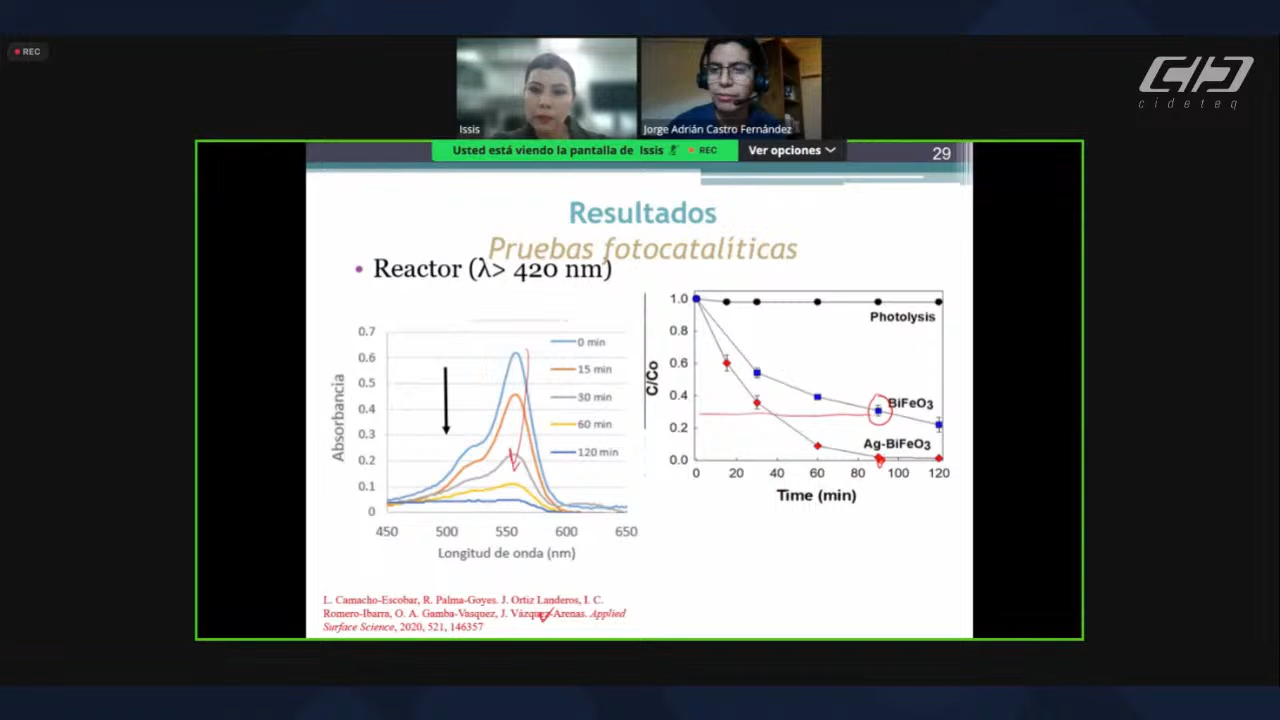 REC
CID
cideteq
Issis
Jorge Adrián Castro Fernández
Usted está viendo la pantalla de Issis
REC
Ver opciones
29
Resultados
Pruebas fotocatalíticas
• Reactor (λ> 420 nm)
Absorbancia
0.7
0.6
0.5
0.4
0.3
0.2
0.1
0
450 500 550 600 650
Longitud de onda (nm)
0 min
15 min
30 min
60 min
120 min
C/Co
1.0
0.8
0.6
0.4
0.2
0.0
0 20 40 60 80 100 120
Time (min)
Photolysis
BiFeO₃
Ag-BiFeO₃
L. Camacho-Escobar, R. Palma-Goyes. J. Ortiz Landeros, I. C.
Romero-Ibarra, O. A. Gamba-Vasquez, J. Vázquez-Arenas. Applied
Surface Science, 2020, 521, 146357